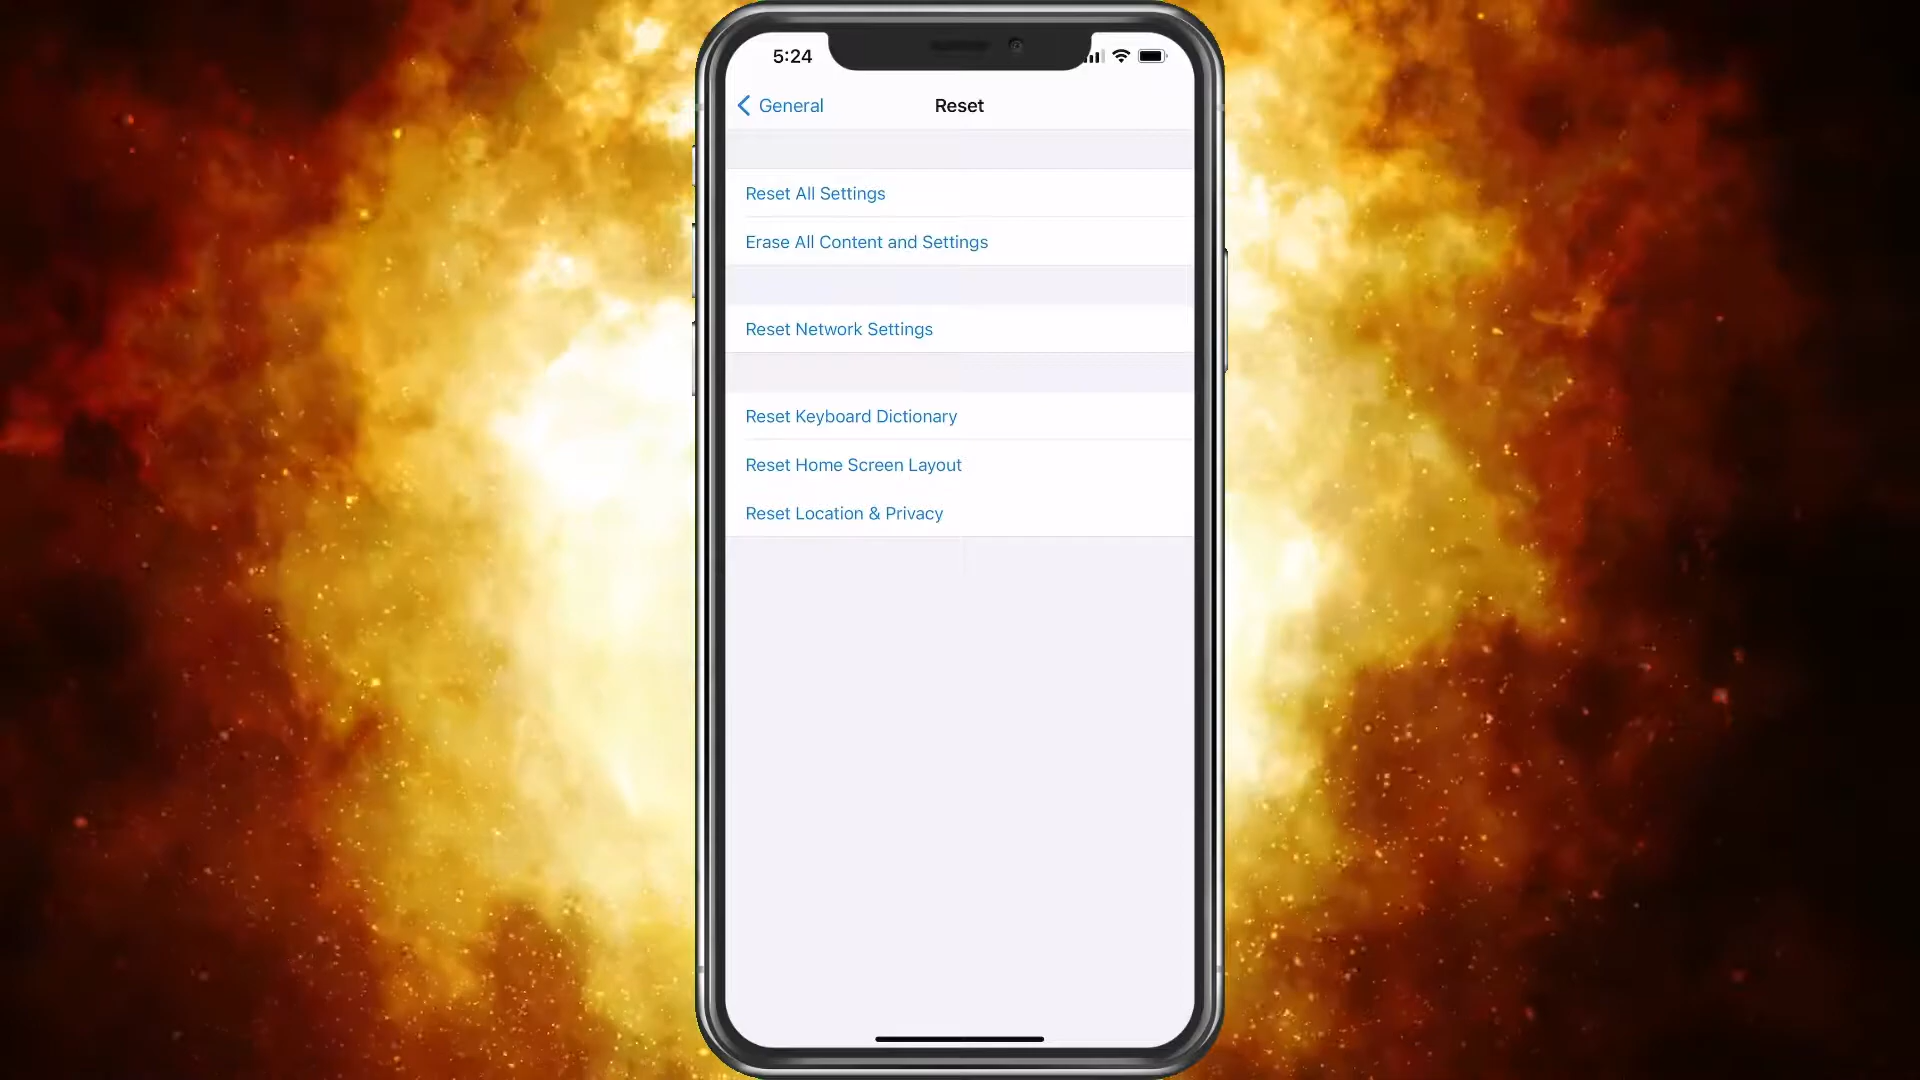 5:24
General
Reset
Reset All Settings
Erase All Content and Settings
Reset Network Settings
Reset Keyboard Dictionary
Reset Home Screen Layout
Reset Location & Privacy